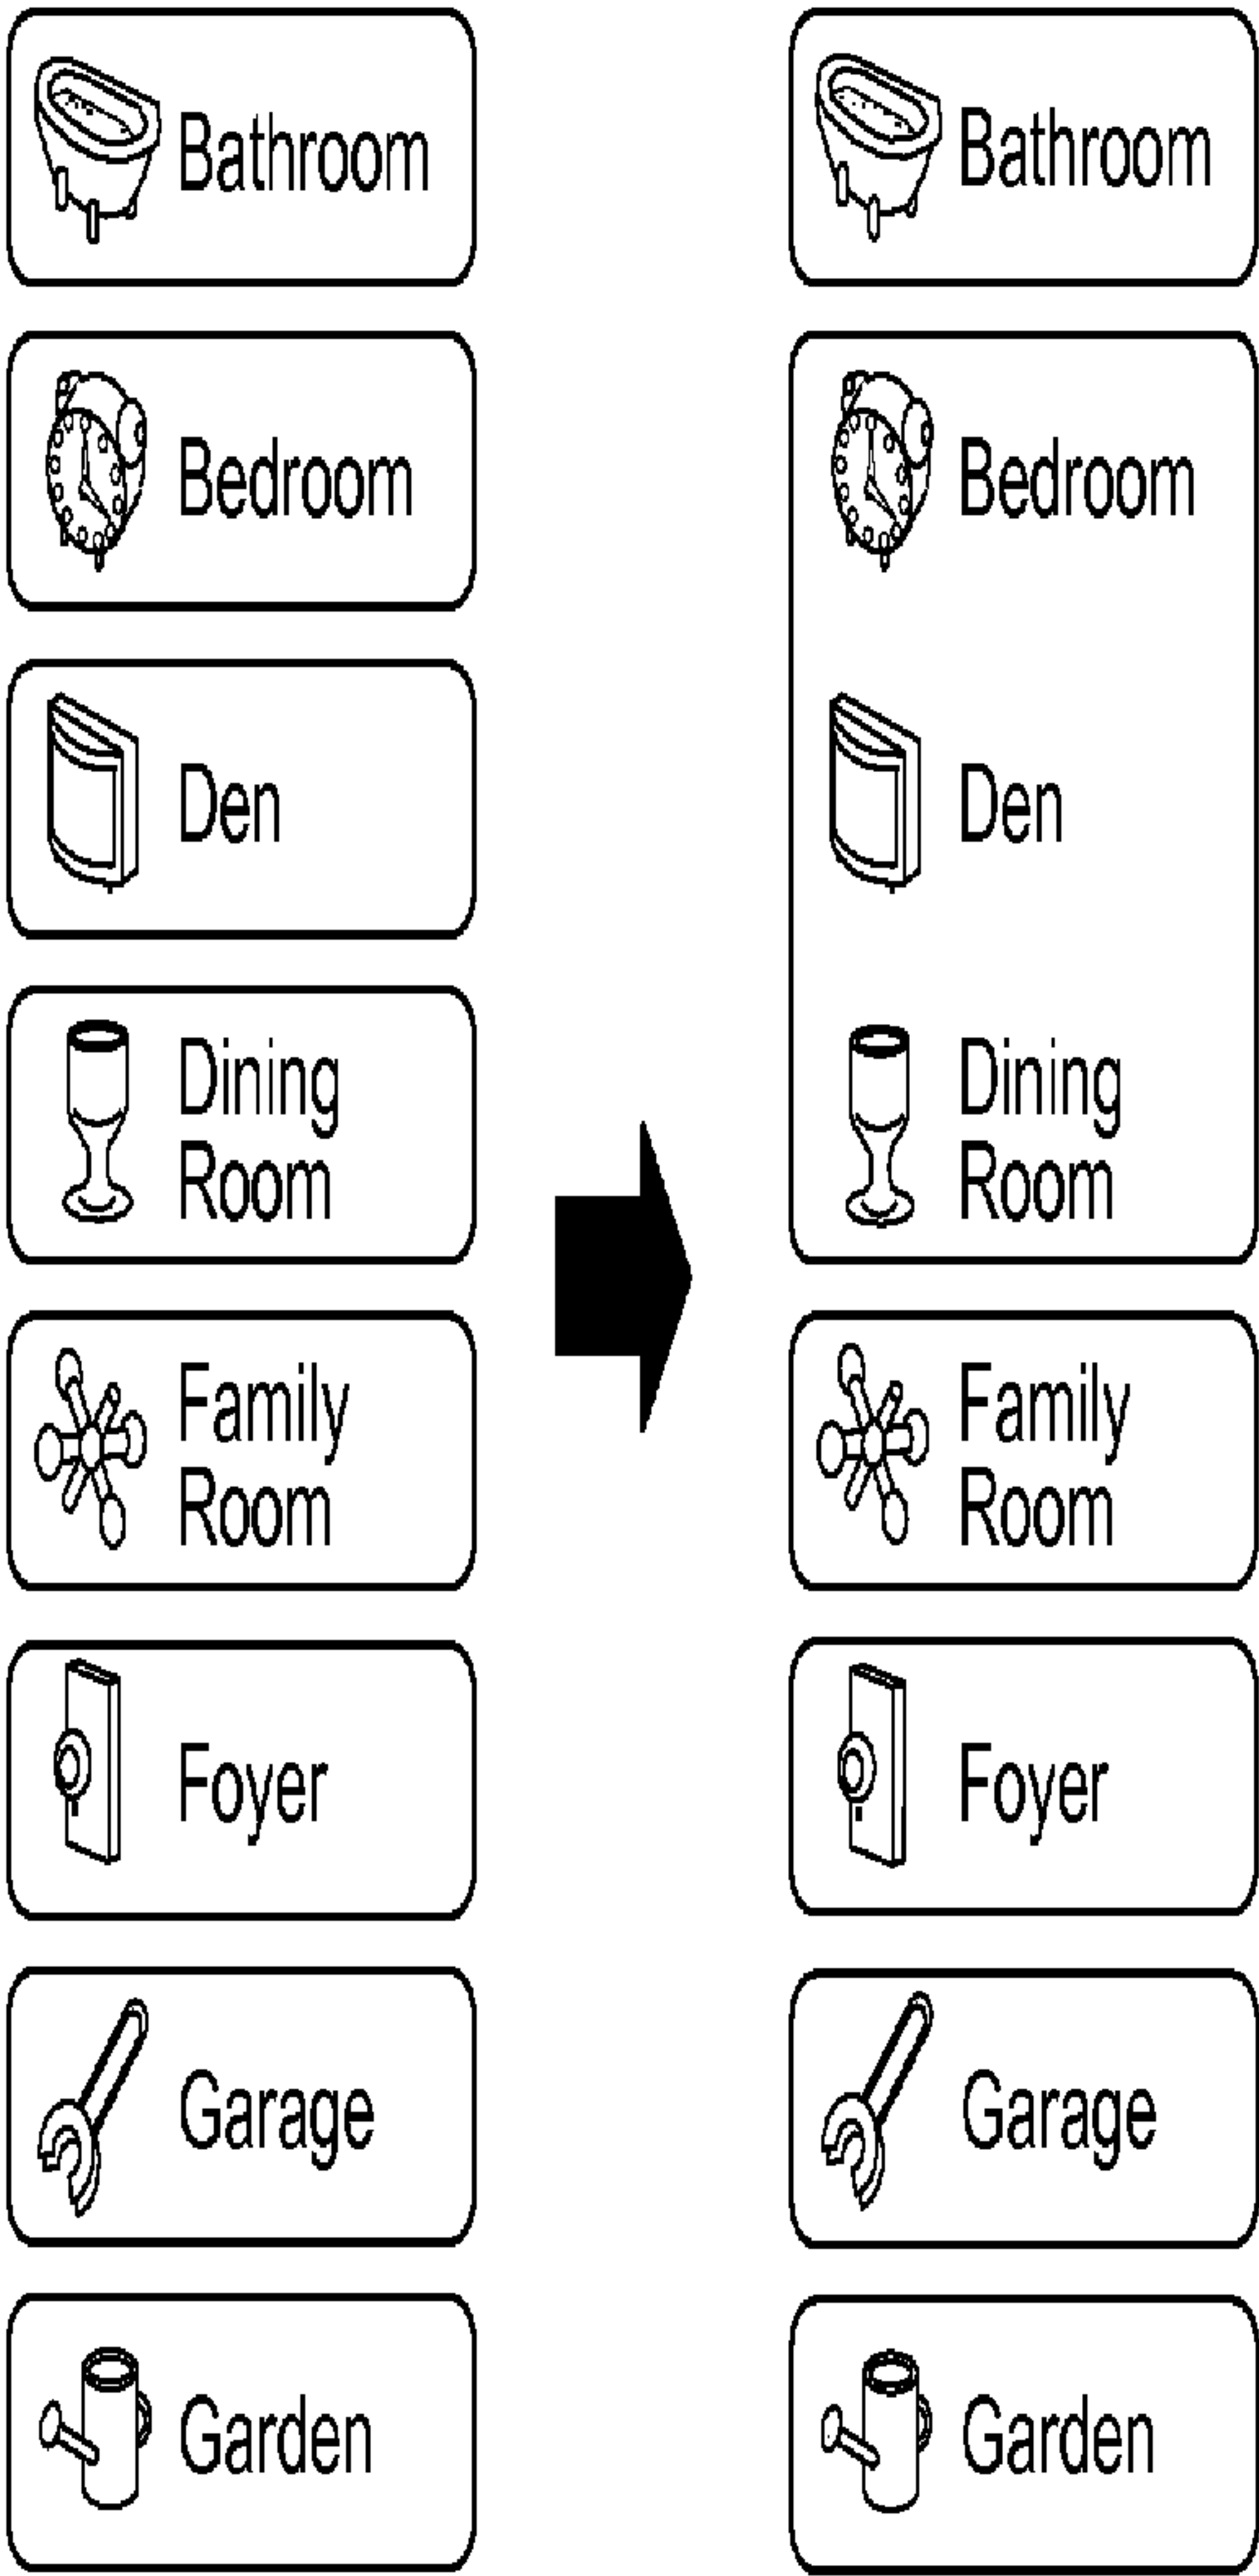 Bathroom
Bedroom
Den
Dining
Room
Family
Room
Foyer
Garage
Garden
Bathroom
Bedroom
Den
Dining
Room
Family
Room
Foyer
Garage
Garden